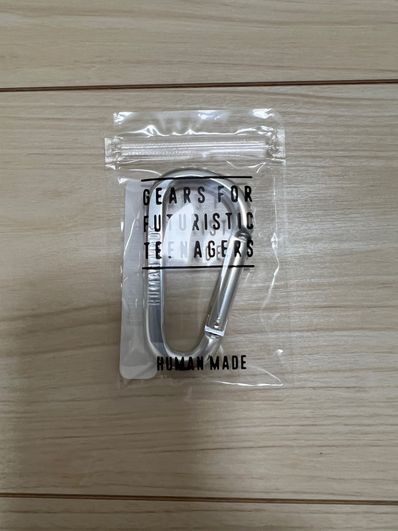 GEARS FOR
FUTURISTIC
TEENAGERS
HUMAN MADE